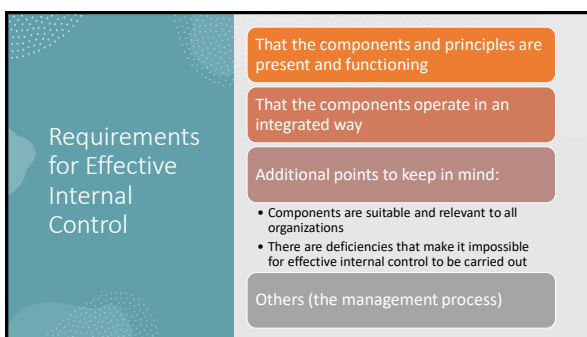 Requirements
for Effective
Internal
Control
That the components and principles are
present and functioning
That the components operate in an
integrated way
Additional points to keep in mind:
• Components are suitable and relevant to all
organizations
• There are deficiencies that make it impossible
for effective internal control to be carried out
Others (the management process)